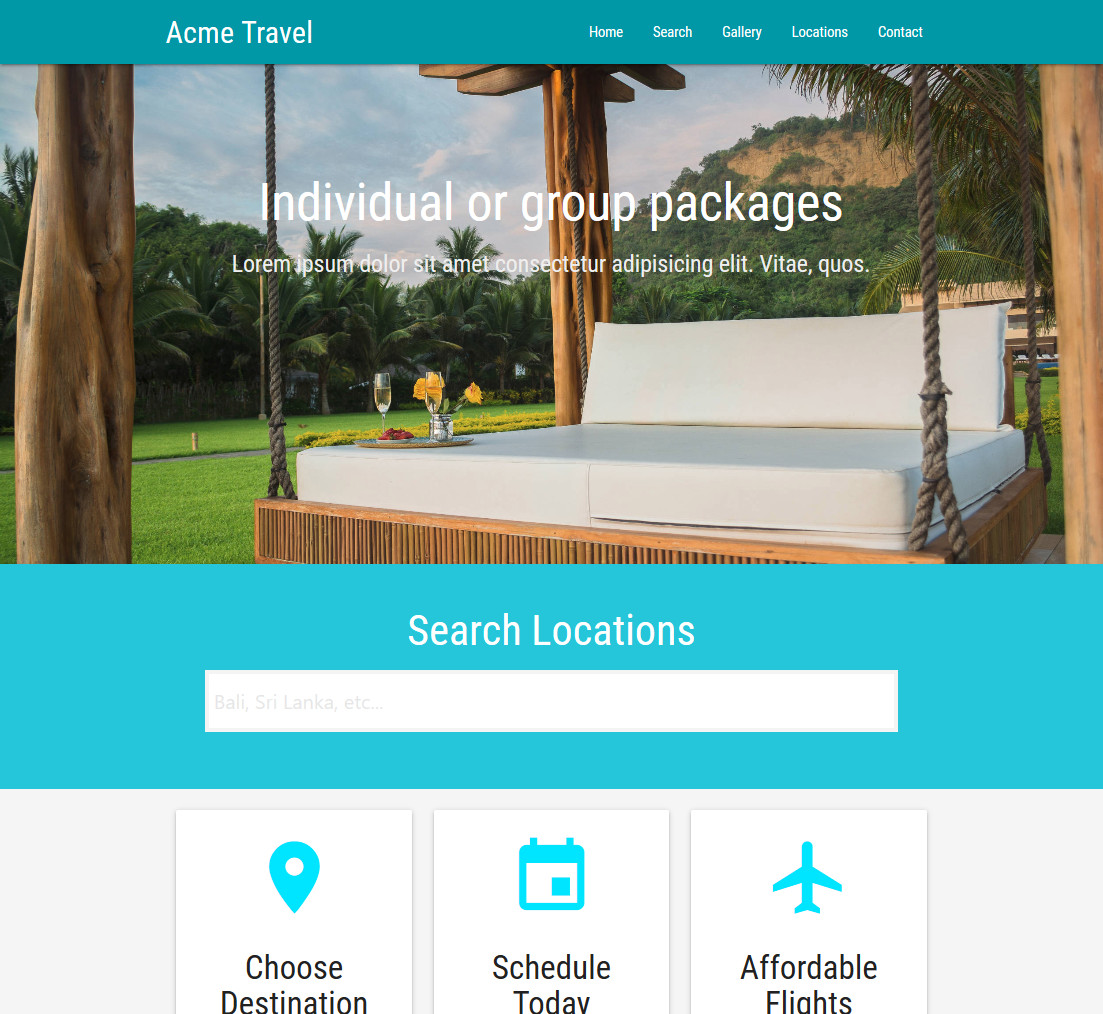 Acme Travel
Home Search Gallery Locations Contact
Individual or group packages
Lorem ipsum dolor sit amet consectetur adipisicing elit. Vitae, quos.
Search Locations
Bali, Sri Lanka, etc...
Choose
Destination
Schedule
Today
Affordable
Flights